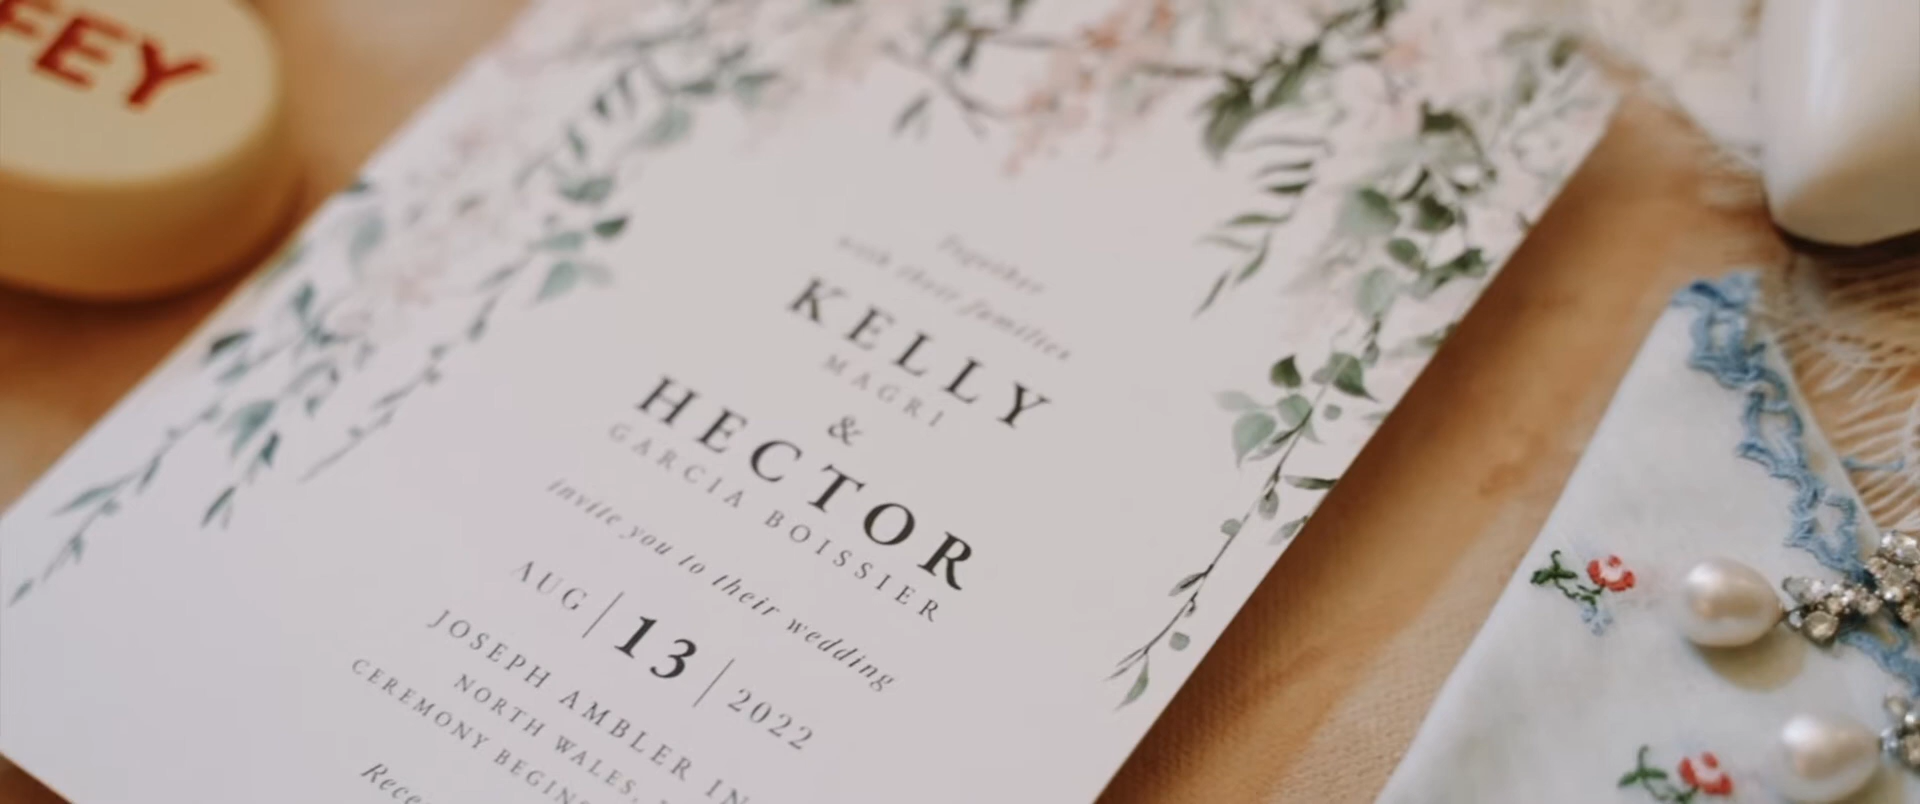 FEY
Together
with their families
KELLY
MAGRI
&
HECTOR
GARCIA BOISSIER
invite you to their wedding
AUG | 13 | 2022
JOSEPH AMBLER IN
NORTH WALES,
CEREMONY BEGINS
Rece